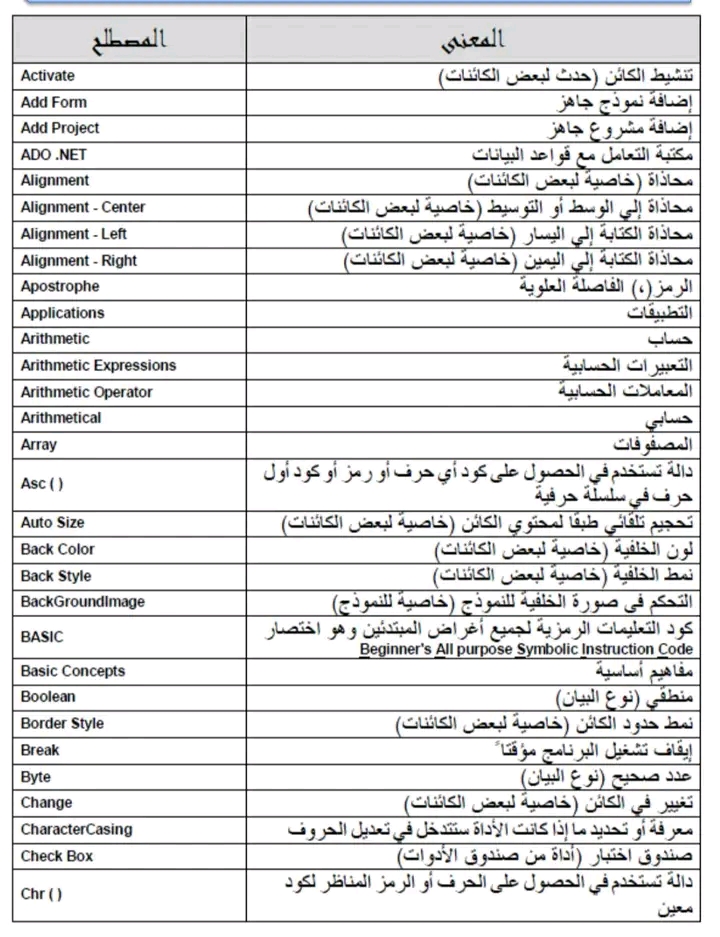 المصطلح المعنى
Activate تنشيط الكائن (حدث لبعض الكائنات)
Add Form إضافة نموذج جاهز
Add Project إضافة مشروع جاهز
ADO .NET مكتبة التعامل مع قواعد البيانات
Alignment محاذاة (خاصية لبعض الكائنات)
Alignment - Center محاذاة إلي الوسط أو التوسيط (خاصية لبعض الكائنات)
Alignment - Left محاذاة الكتابة إلي اليسار (خاصية لبعض الكائنات)
Alignment - Right محاذاة الكتابة إلي اليمين (خاصية لبعض الكائنات)
Apostrophe الرمز(،) الفاصلة العلوية
Applications التطبيقات
Arithmetic حساب
Arithmetic Expressions التعبيرات الحسابية
Arithmetic Operator المعاملات الحسابية
Arithmetical حسابي
Array المصفوفات
Asc ( ) دالة تستخدم في الحصول على كود أي حرف أو رمز أو كود أول
حرف في سلسلة حرفية
Auto Size تحجيم تلقائي طبقا لمحتوي الكائن (خاصية لبعض الكائنات)
Back Color لون الخلفية (خاصية لبعض الكائنات)
Back Style نمط الخلفية (خاصية لبعض الكائنات)
BackGroundImage التحكم في صورة الخلفية للنموذج (خاصية للنموذج)
BASIC كود التعليمات الرمزية لجميع أغراض المبتدئين وهو اختصار
Beginner's All purpose Symbolic Instruction Code
Basic Concepts مفاهيم أساسية
Boolean منطقي (نوع البيان)
Border Style نمط حدود الكائن (خاصية لبعض الكائنات)
Break إيقاف تشغيل البرنامج مؤقتاً
Byte عدد صحيح (نوع البيان)
Change تغيير في الكائن (خاصية لبعض الكائنات)
CharacterCasing معرفة أو تحديد ما إذا كانت الأداة ستتدخل في تعديل الحروف
Check Box صندوق اختبار (أداة من صندوق الأدوات)
Chr ( ) دالة تستخدم في الحصول على الحرف أو الرمز المناظر لكود
معين